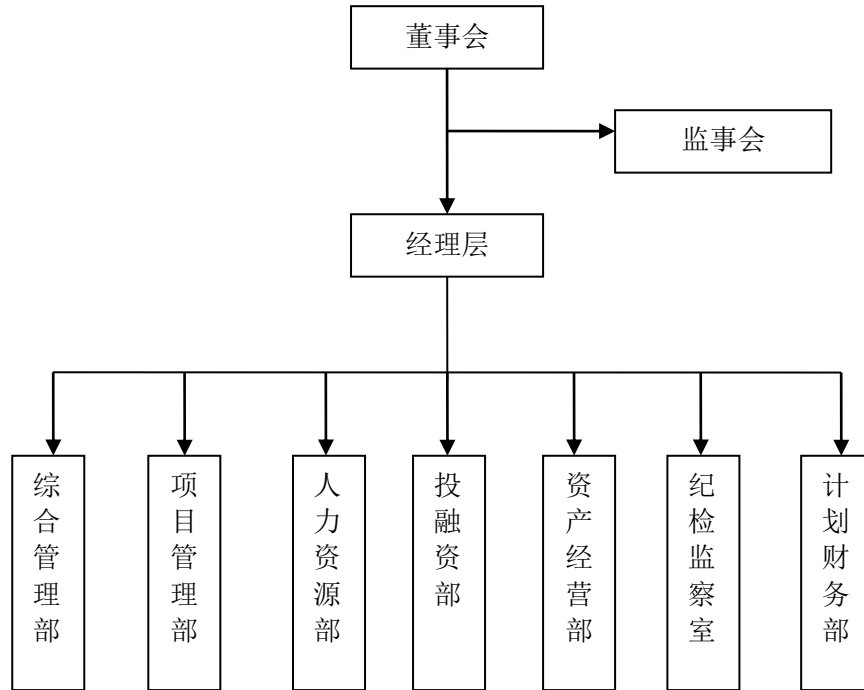 董事会
监事会
经理层
综合管理部
项目管理部
人力资源部
投融资部
资产经营部
纪检监察室
计划财务部